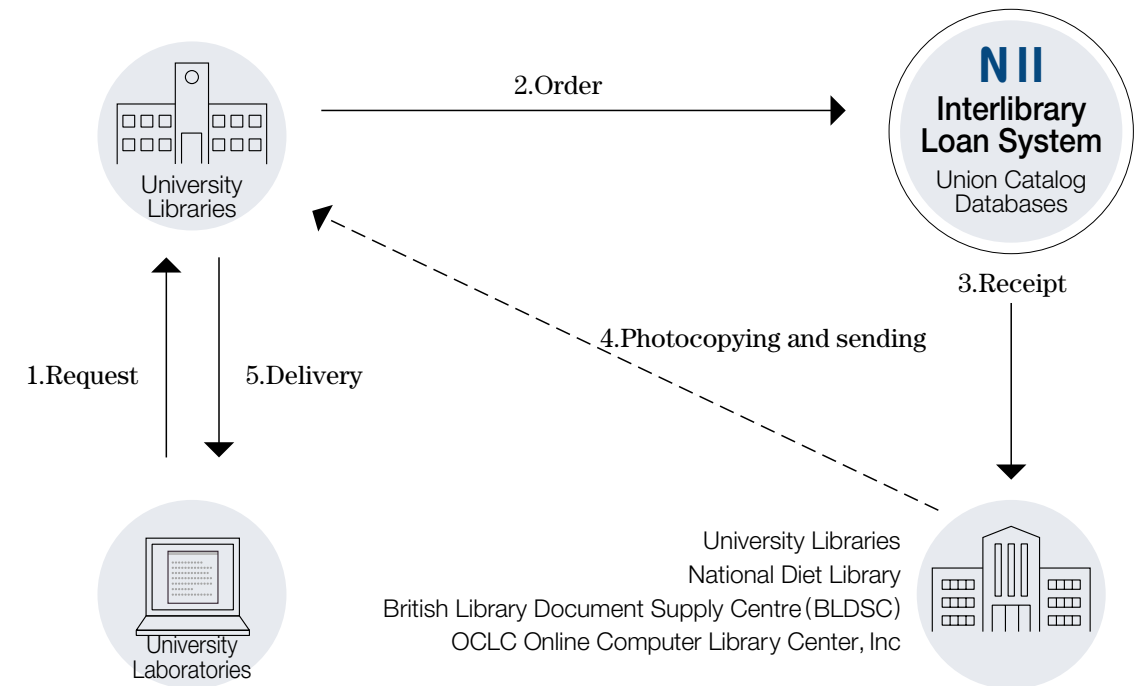 2.Order
NII
Interlibrary
Loan System
Union Catalog
Databases
University
Libraries
3.Receipt
4.Photocopying and sending
1.Request
5.Delivery
University Libraries
National Diet Library
British Library Document Supply Centre(BLDSC)
OCLC Online Computer Library Center, Inc
University
Laboratories